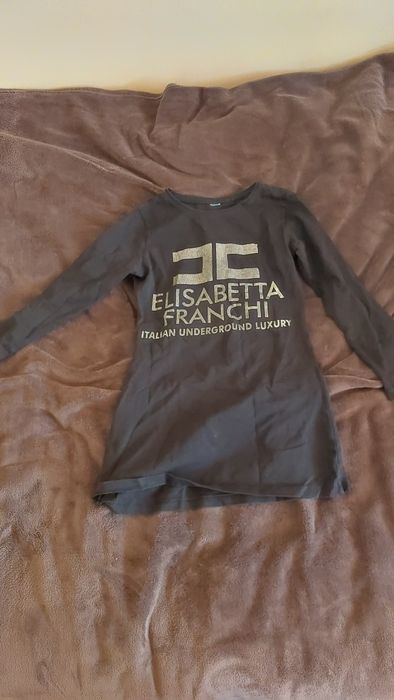 ELISABETTA
FRANCHI
ITALIAN UNDERGROUND LUXURY